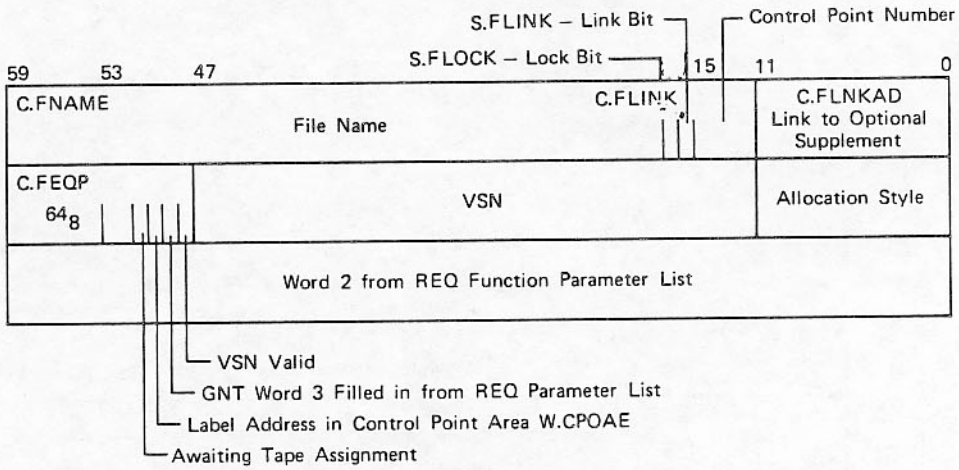 S.FLINK – Link Bit
Control Point Number
S.FLOCK – Lock Bit
59 53 47 15 11 0
C.FNAME
File Name
C.FLINK
C.FLNKAD
Link to Optional
Supplement
C.FEQP
64₈
VSN
Allocation Style
Word 2 from REQ Function Parameter List
VSN Valid
GNT Word 3 Filled in from REQ Parameter List
Label Address in Control Point Area W.CPOAE
Awaiting Tape Assignment